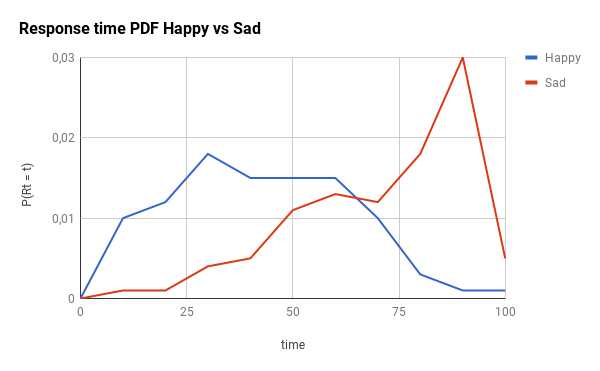 Response time PDF Happy vs Sad
0,03
0,02
0,01
0
P(Rt = t)
0 25 50 75 100
time
Happy
Sad